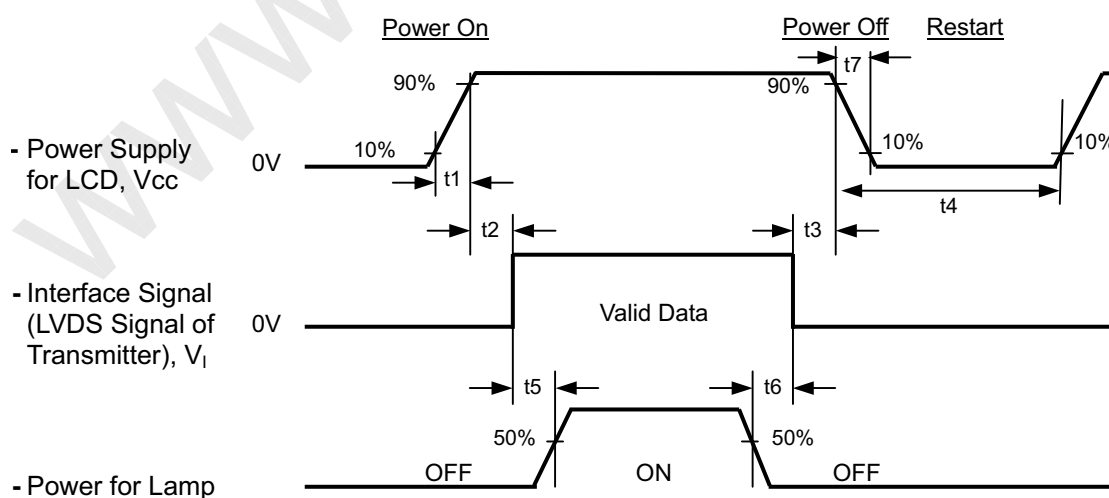 Power On
Power Off
Restart
t7
90%
90%
- Power Supply
for LCD, Vcc
0V
10%
10%
10%
t1
t4
t2
t3
- Interface Signal
(LVDS Signal of
Transmitter), VI
0V
Valid Data
t5
t6
50%
50%
- Power for Lamp
OFF
ON
OFF